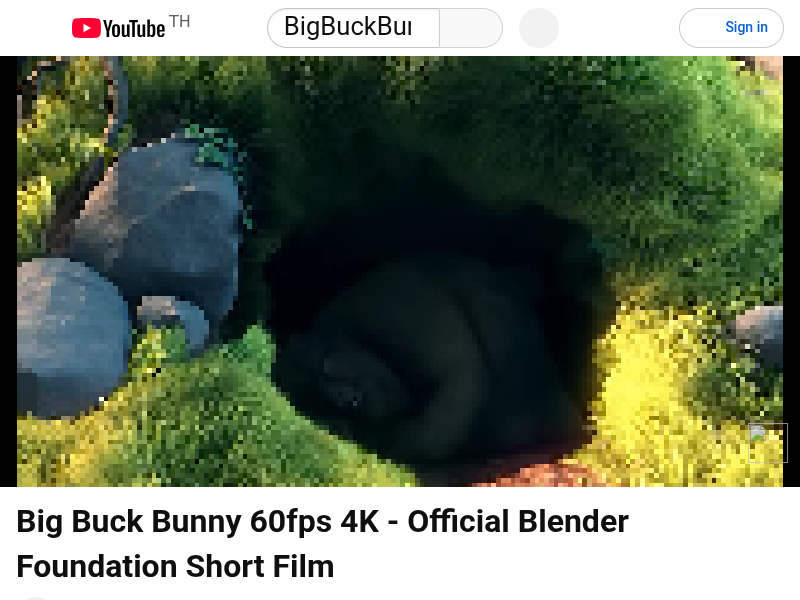 YouTube TH
BigBuckBu
Sign in
Big Buck Bunny 60fps 4K - Official Blender
Foundation Short Film